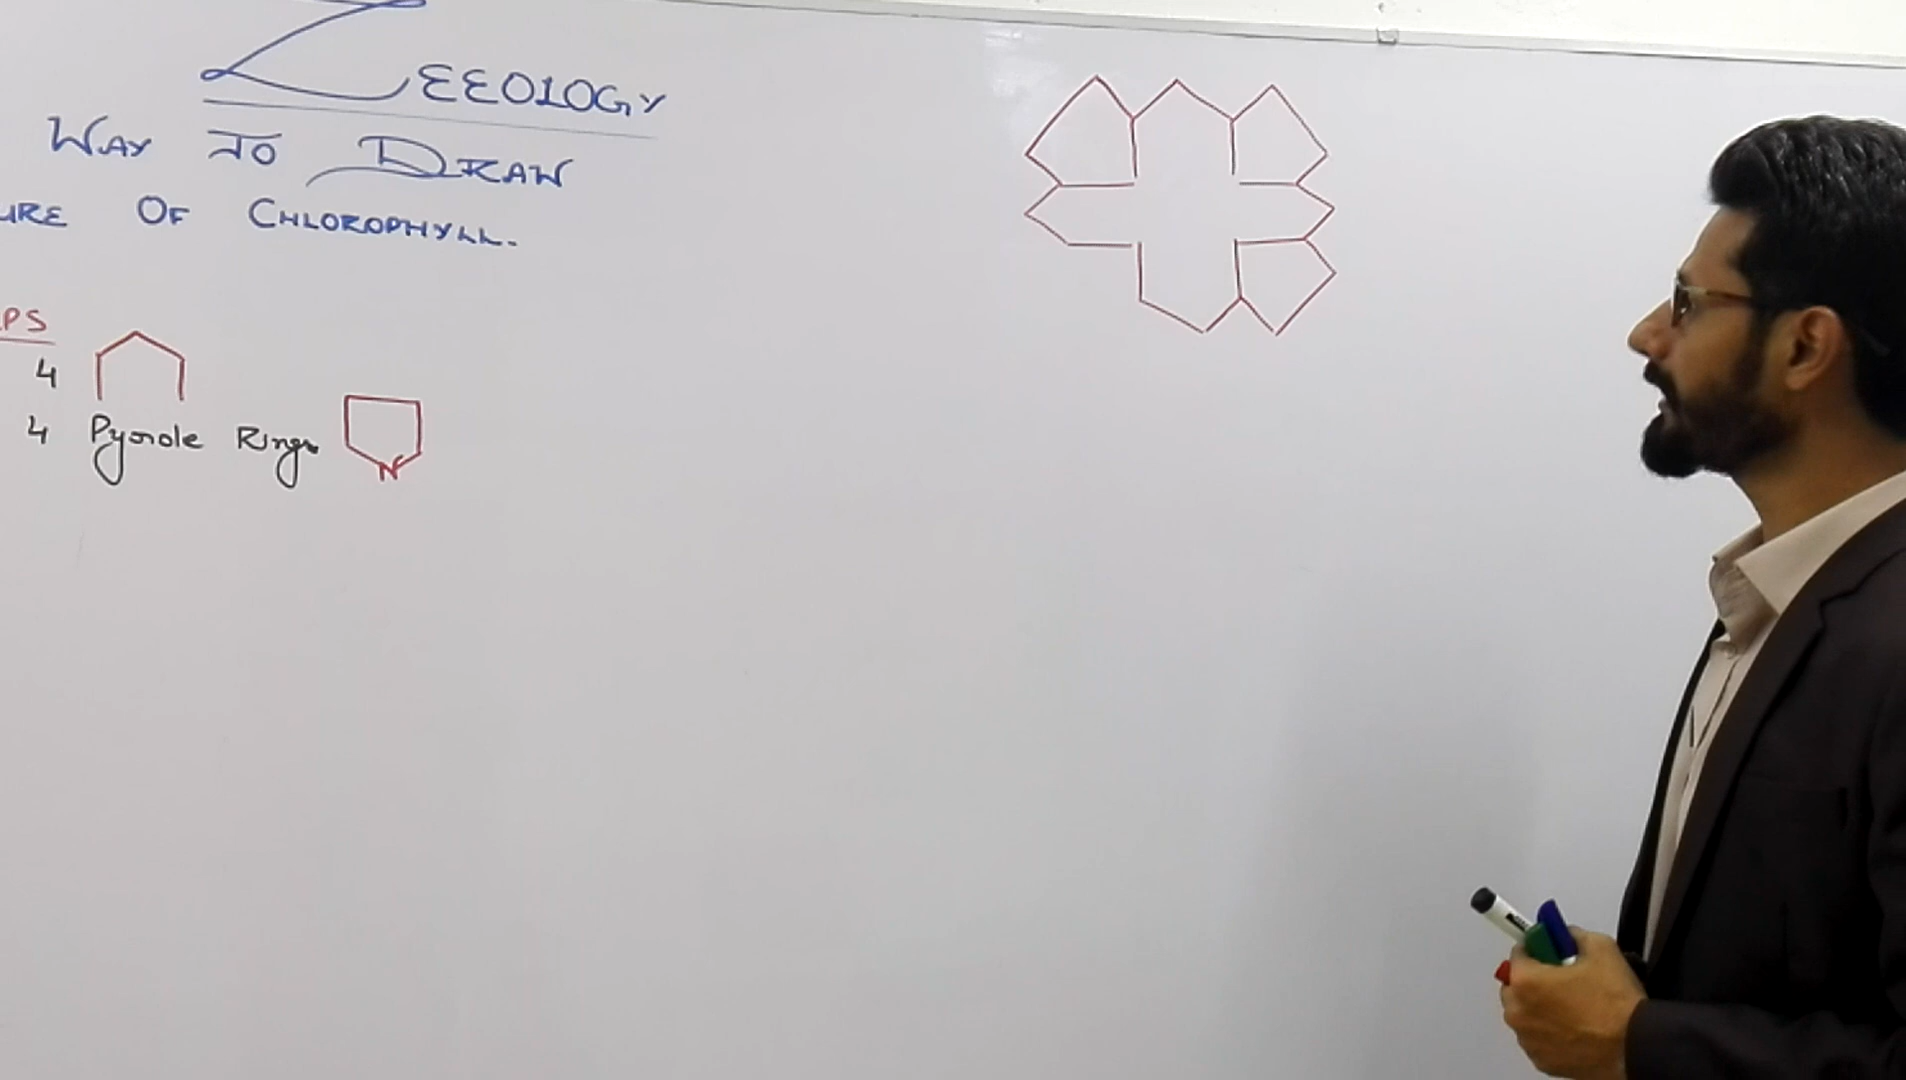 ZEEOLOGY
WAY TO DRAW
URE OF CHLOROPHYLL.
PS
4
4 Pyrrole Rings
N